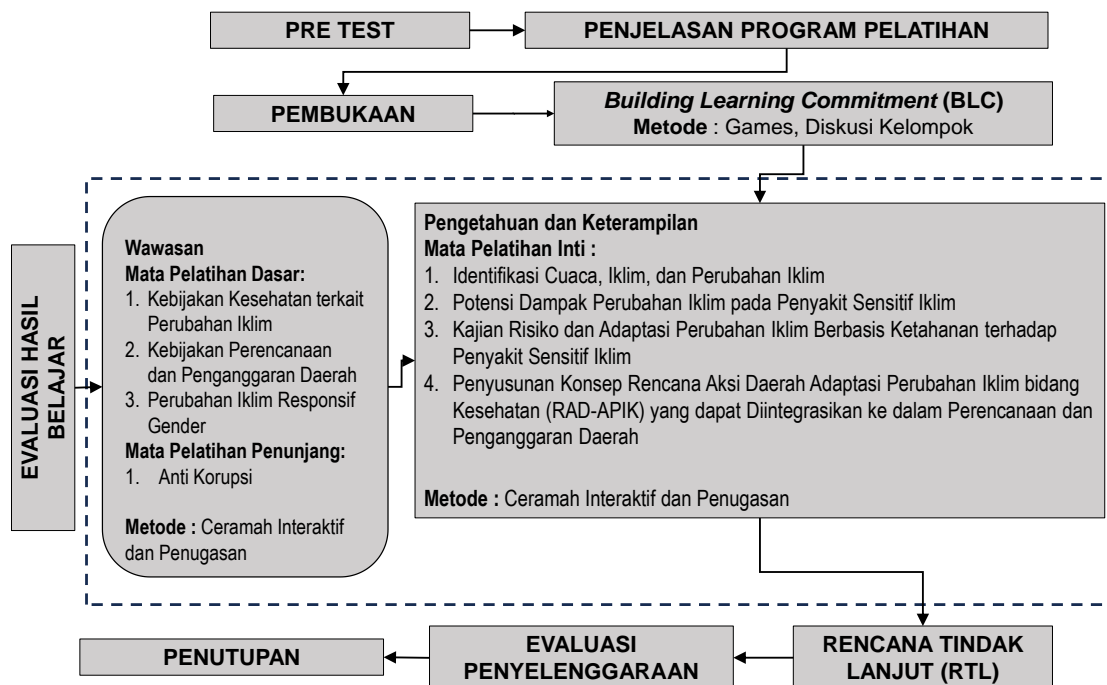 PRE TEST
PENJELASAN PROGRAM PELATIHAN
PEMBUKAAN
Building Learning Commitment (BLC)
Metode : Games, Diskusi Kelompok
EVALUASI HASIL
BELAJAR
Wawasan
Mata Pelatihan Dasar:
1. Kebijakan Kesehatan terkait
Perubahan Iklim
2. Kebijakan Perencanaan
dan Penganggaran Daerah
3. Perubahan Iklim Responsif
Gender
Mata Pelatihan Penunjang:
1. Anti Korupsi
Metode : Ceramah Interaktif
dan Penugasan
Pengetahuan dan Keterampilan
Mata Pelatihan Inti :
1. Identifikasi Cuaca, Iklim, dan Perubahan Iklim
2. Potensi Dampak Perubahan Iklim pada Penyakit Sensitif Iklim
3. Kajian Risiko dan Adaptasi Perubahan Iklim Berbasis Ketahanan terhadap
Penyakit Sensitif Iklim
4. Penyusunan Konsep Rencana Aksi Daerah Adaptasi Perubahan Iklim bidang
Kesehatan (RAD-APIK) yang dapat Diintegrasikan ke dalam Perencanaan dan
Penganggaran Daerah
Metode : Ceramah Interaktif dan Penugasan
PENUTUPAN
EVALUASI
PENYELENGGARAAN
RENCANA TINDAK
LANJUT (RTL)